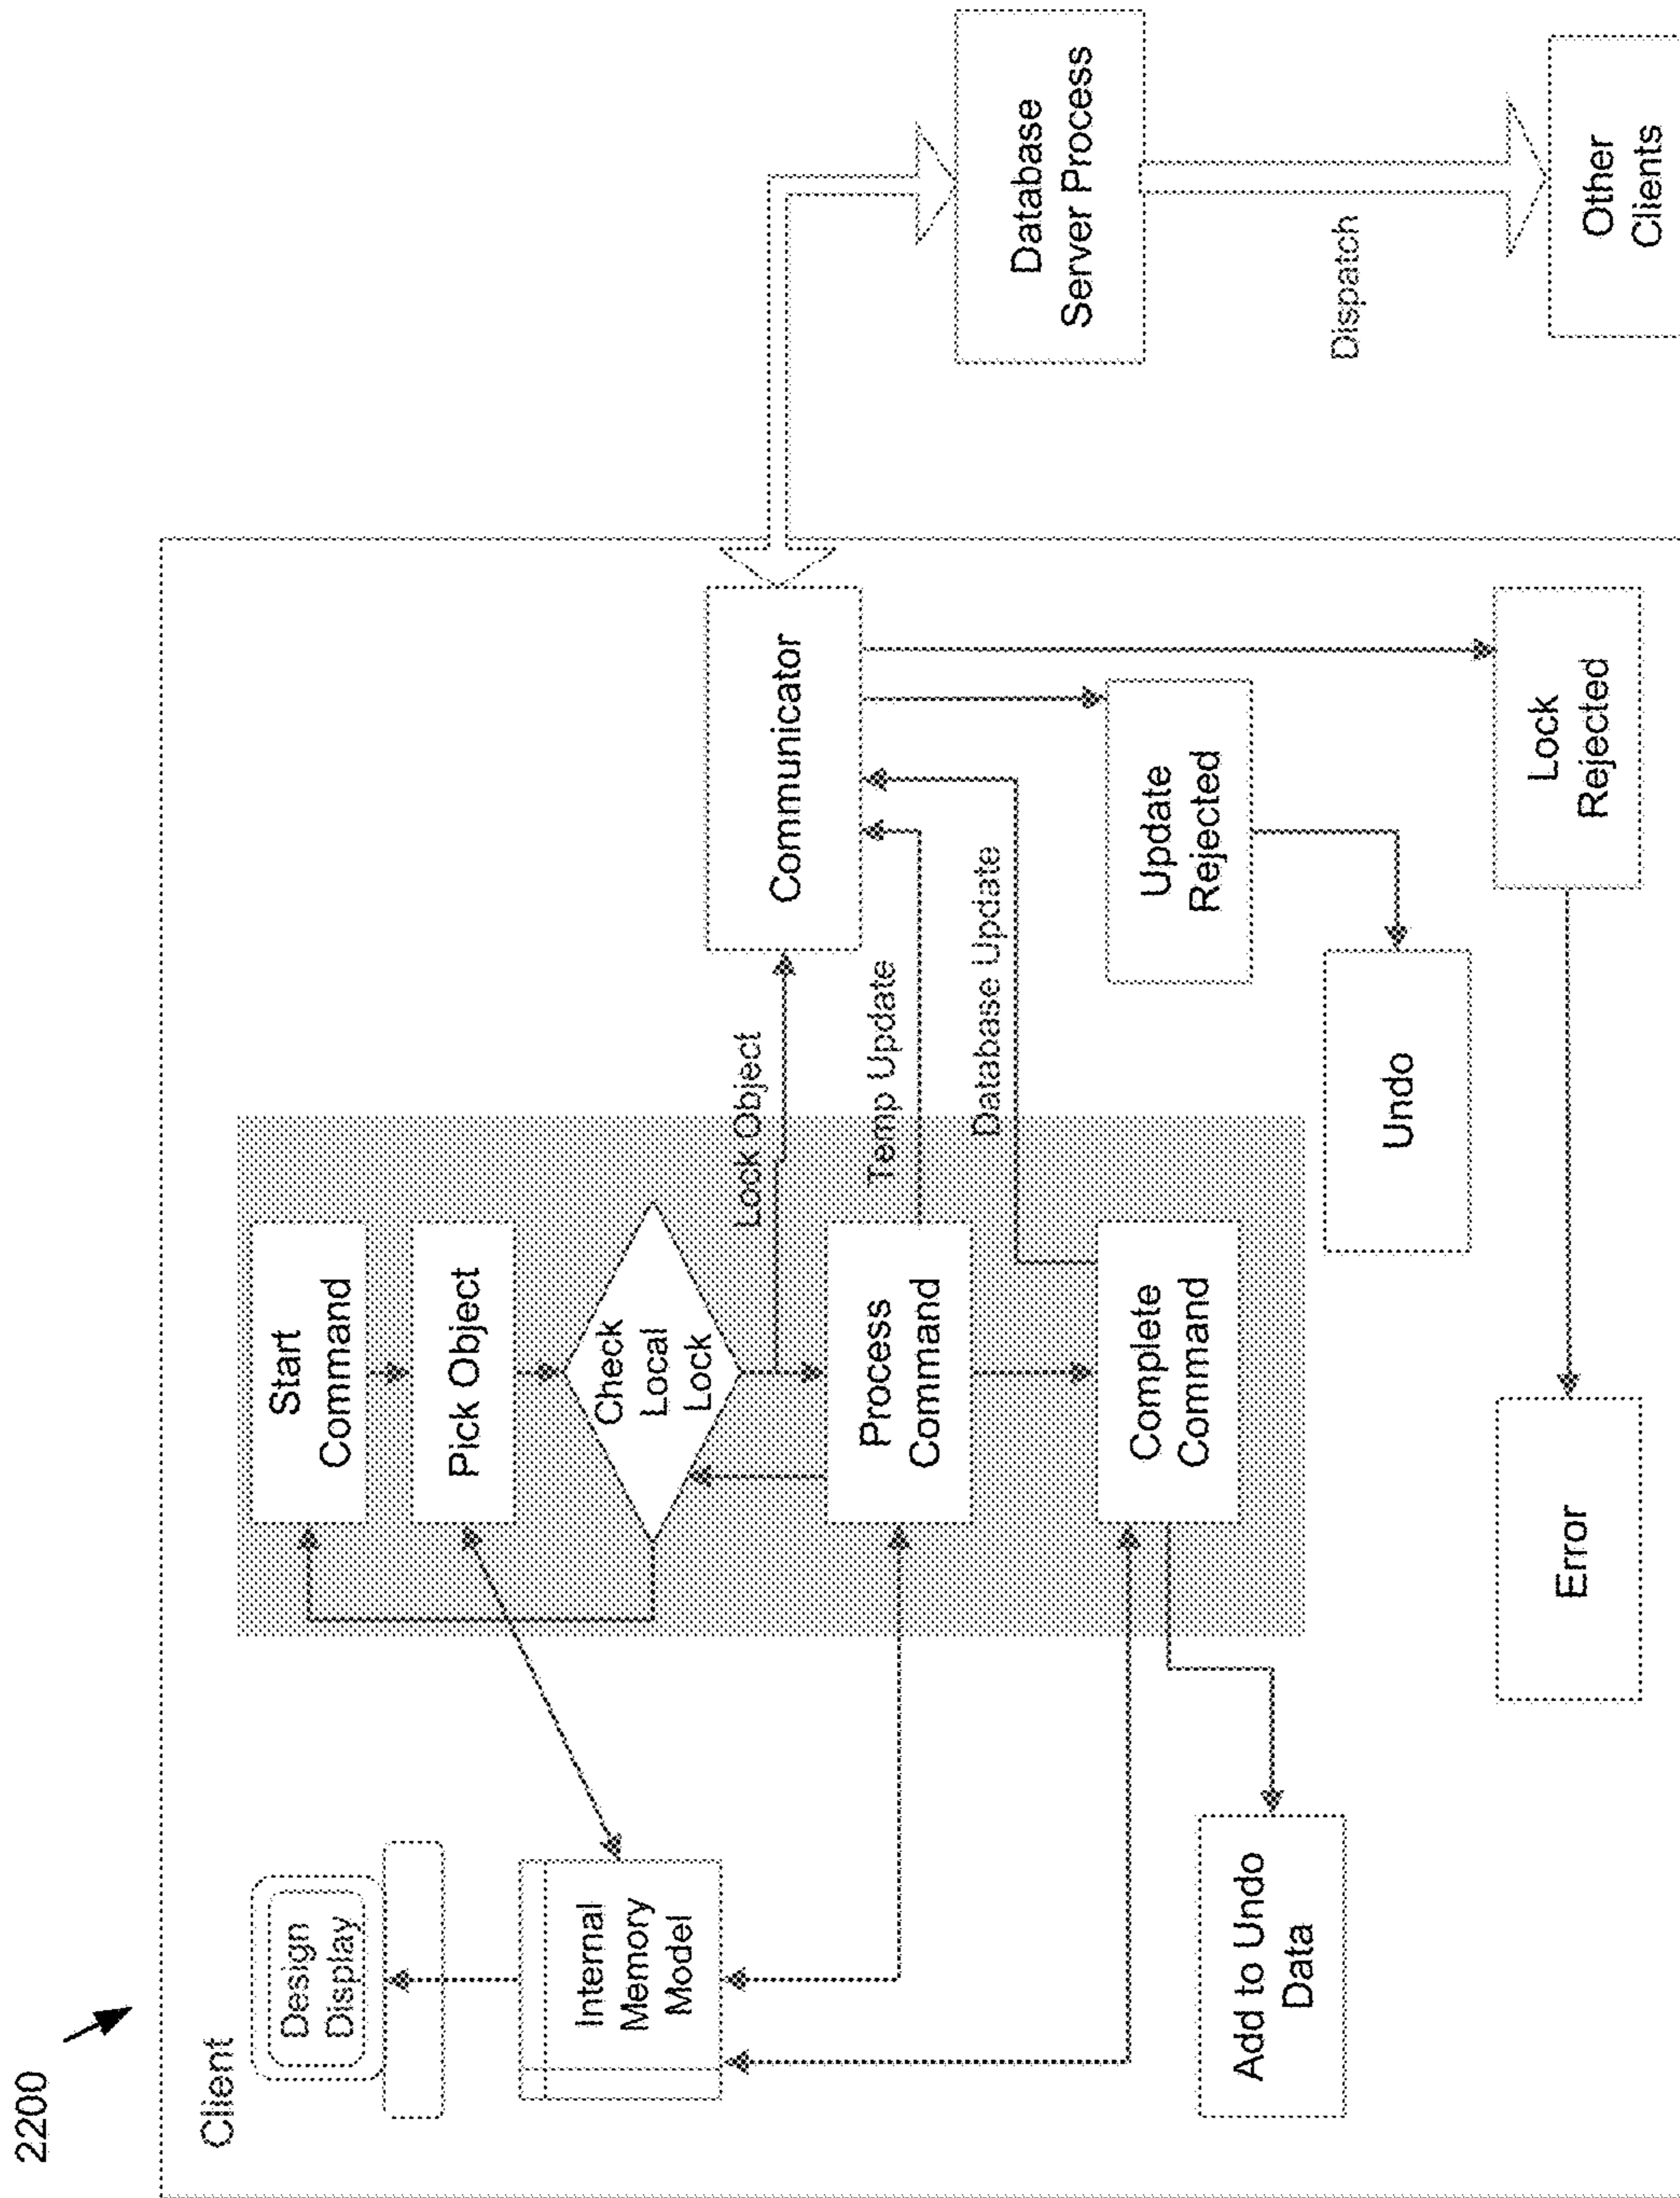 2200
Client
Design
Display
Internal
Memory
Model
Add to Undo
Data
Start
Command
Pick Object
Check
Local
Lock
Process
Command
Complete
Command
Lock Object
Temp Update
Database Update
Communicator
Update
Rejected
Undo
Lock
Rejected
Error
Database
Server Process
Dispatch
Other
Clients